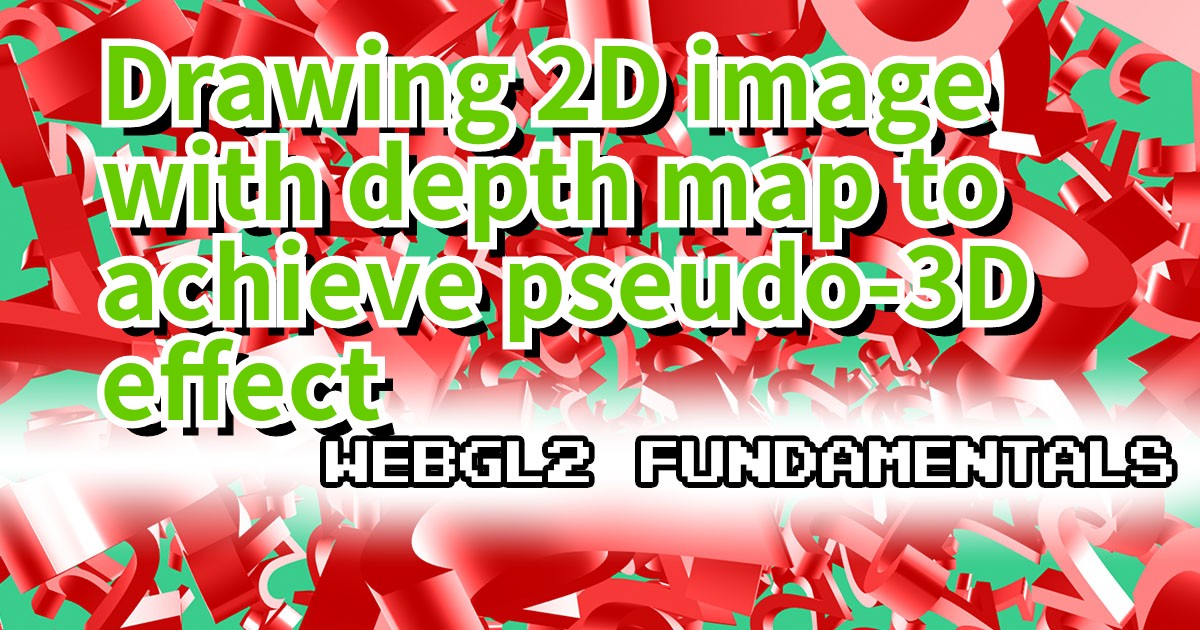 Drawing 2D image
with depth map to
achieve pseudo-3D
effect
WEBGL2 FUNDAMENTALS